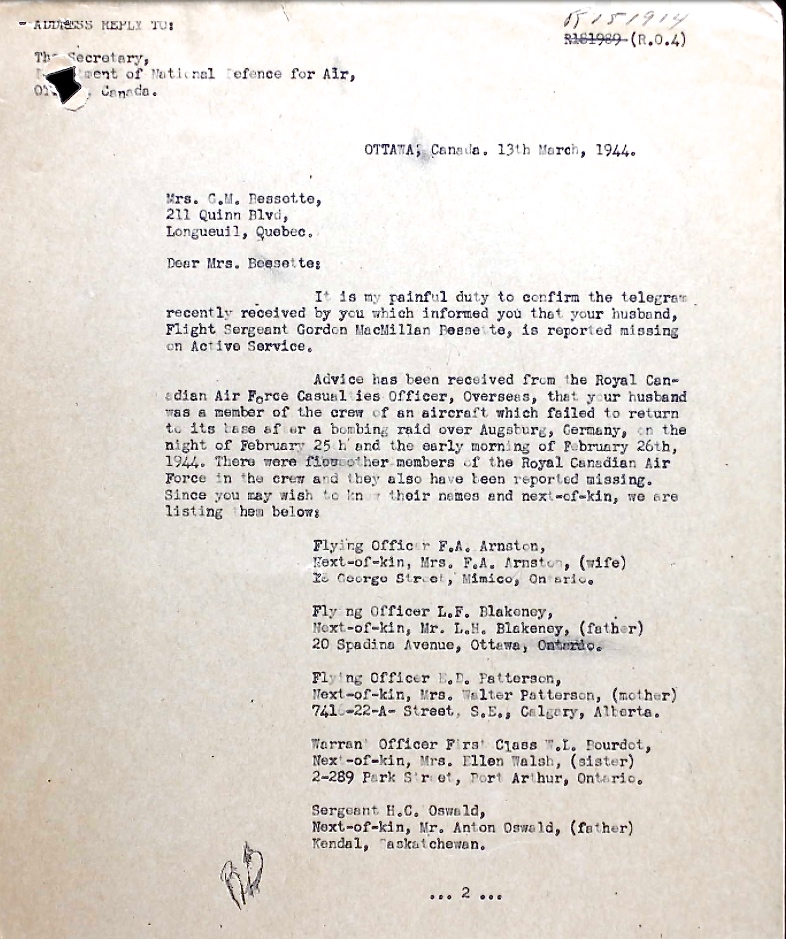 ADDRESS REPLY TO:
R151914
R181989 (R.O.4)
The Secretary,
of National Defence for Air,
Canada.
OTTAWA, Canada. 13th March, 1944.
Mrs. C.M. Bessette,
211 Quinn Blvd,
Longueuil, Quebec.
Dear Mrs. Bessette:
It is my painful duty to confirm the telegram
recently received by you which informed you that your husband,
Flight Sergeant Gordon MacMillan Bessette, is reported missing
on Active Service.
Advice has been received from the Royal Can-
adian Air Force Casualties Officer, Overseas, that your husband
was a member of the crew of an aircraft which failed to return
to its base after a bombing raid over Augsburg, Germany, on the
night of February 25th and the early morning of February 26th,
1944. There were five other members of the Royal Canadian Air
Force in the crew and they also have been reported missing.
Since you may wish to know their names and next-of-kin, we are
listing them below:
Flying Officer F.A. Arnston,
Next-of-kin, Mrs. F.A. Arnston, (wife)
George Street, Mimico, Ontario.
Flying Officer L.F. Blakeney,
Next-of-kin, Mr. L.H. Blakeney, (father)
20 Spadina Avenue, Ottawa, Ontario.
Flying Officer E.D. Patterson,
Next-of-kin, Mrs. Walter Patterson, (mother)
-22-A- Street, S.E., Calgary, Alberta.
Warrant Officer First Class W.L. Bourdot,
Next-of-kin, Mrs. Ellen Walsh, (sister)
2-289 Park Street, Port Arthur, Ontario.
Sergeant H.C. Oswald,
Next-of-kin, Mr. Anton Oswald, (father)
Kendal, Saskatchewan.
... 2 ...